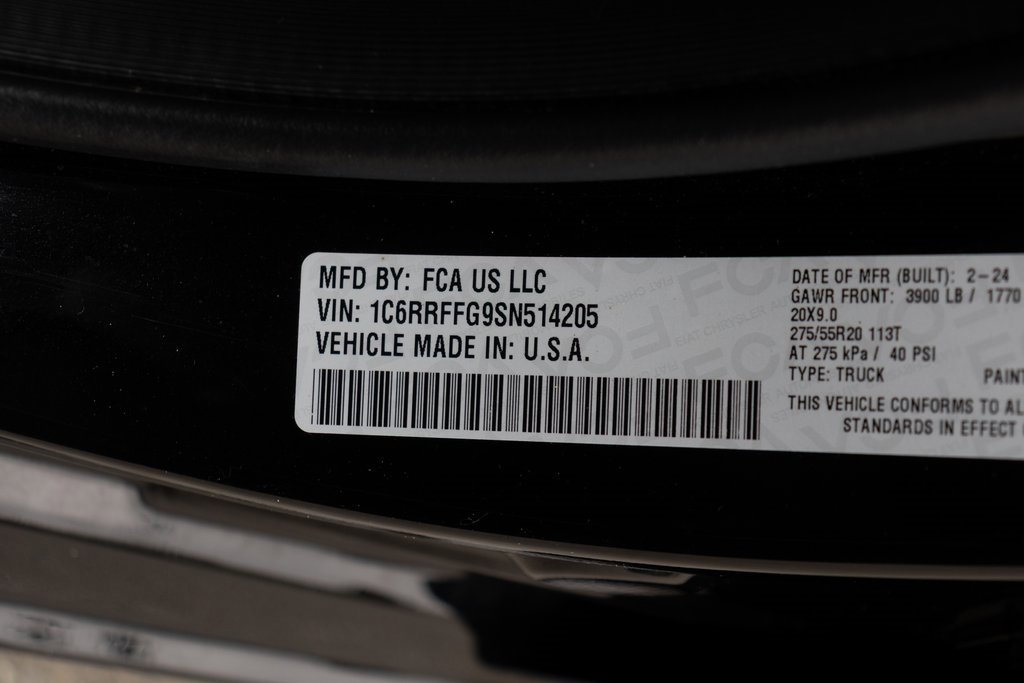 MFD BY: FCA US LLC
VIN: 1C6RRFFG9SN514205
VEHICLE MADE IN: U.S.A.
DATE OF MFR (BUILT): 2-24
GAWR FRONT: 3900 LB / 1770
20X9.0
275/55R20 113T
AT 275 kPa / 40 PSI
TYPE: TRUCK PAINT
THIS VEHICLE CONFORMS TO AL
STANDARDS IN EFFECT